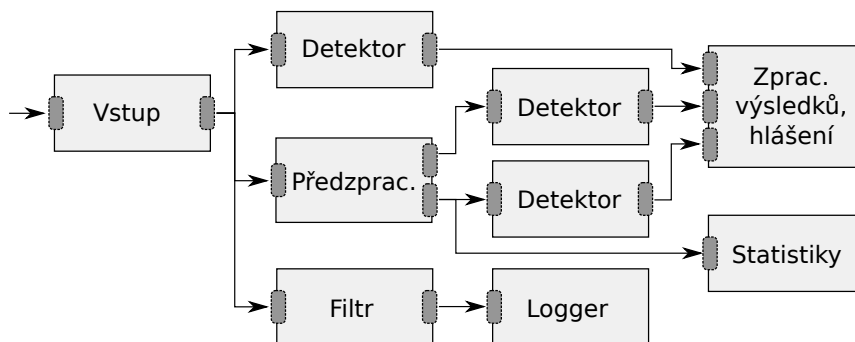 Vstup
Detektor
Předzprac.
Filtr
Detektor
Detektor
Logger
Zprac.
výsledků,
hlášení
Statistiky